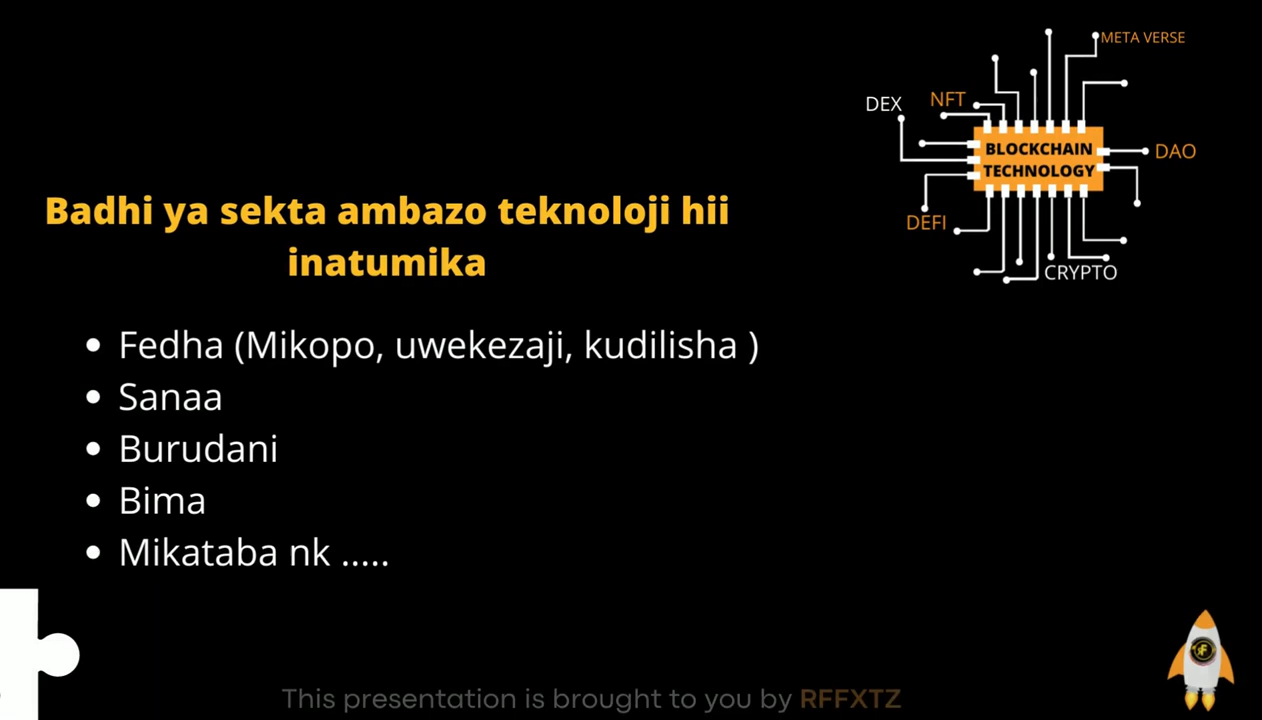 META VERSE
DEX
NFT
BLOCKCHAIN
TECHNOLOGY
DAO
DEFI
CRYPTO
Badhi ya sekta ambazo teknoloji hii
inatumika
• Fedha (Mikopo, uwekezaji, kudilisha )
• Sanaa
• Burudani
• Bima
• Mikataba nk .....
This presentation is brought to you by RFFXTZ